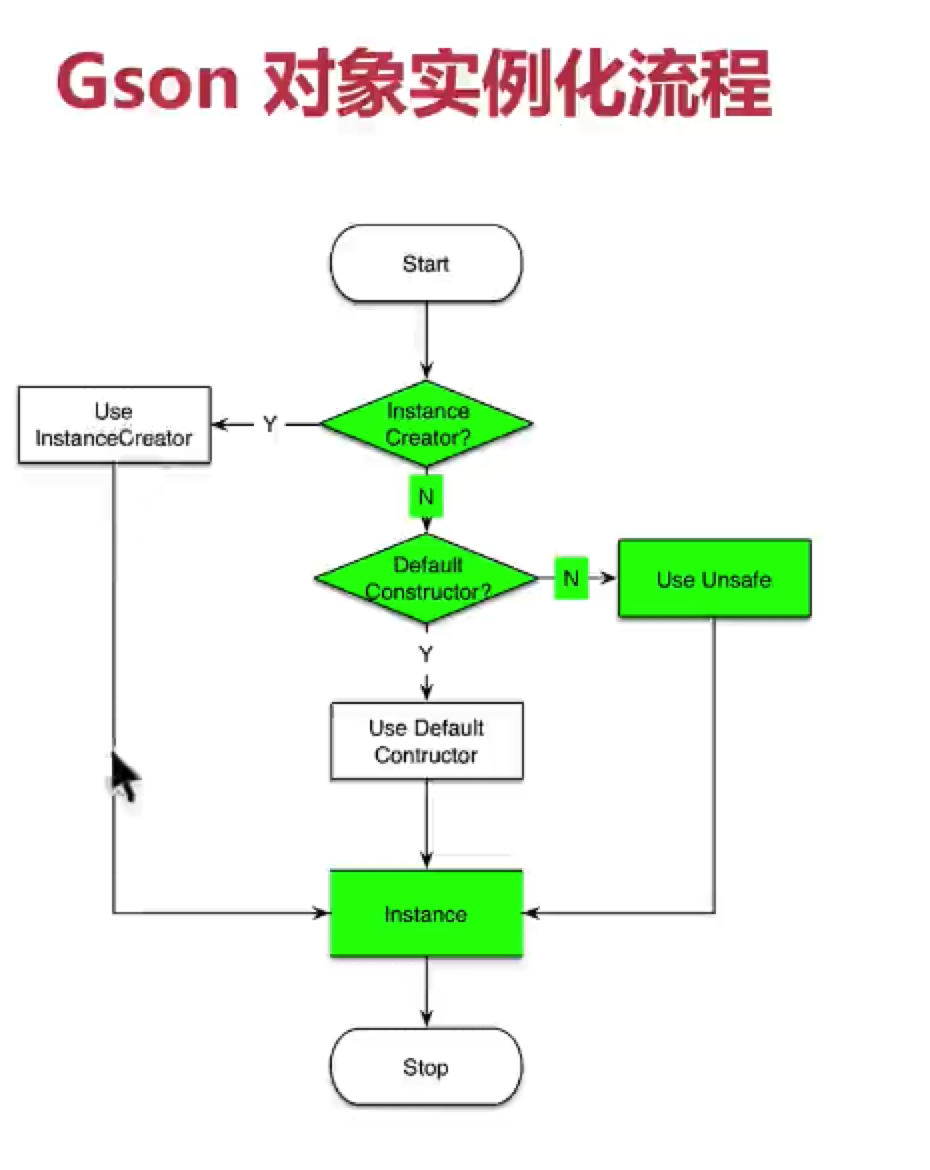 Gson 对象实例化流程
Start
Use
InstanceCreator
Y
Instance
Creator?
N
Default
Constructor?
N
Use Unsafe
Y
Use Default
Contructor
Instance
Stop